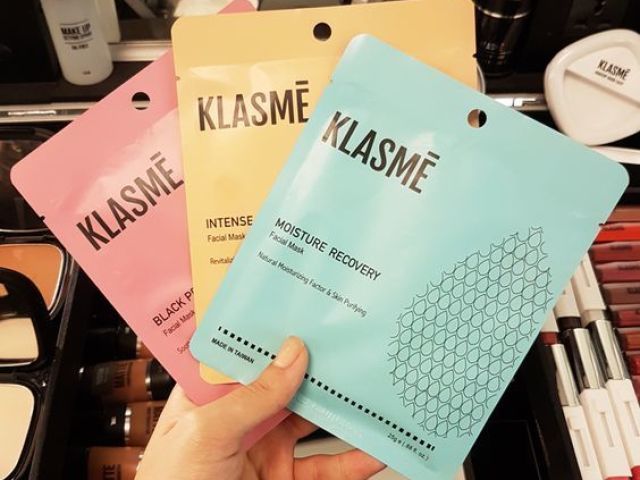 MAKE UP
KLASMĒ
KLASMĒ
INTENSE
Facial Mask
KLASMĒ
MOISTURE RECOVERY
Facial Mask
Natural Moisturizing Factor & Skin Purifying
MADE IN TAIWAN
KLASMĒ
BLACK
Facial Mask
MATTE